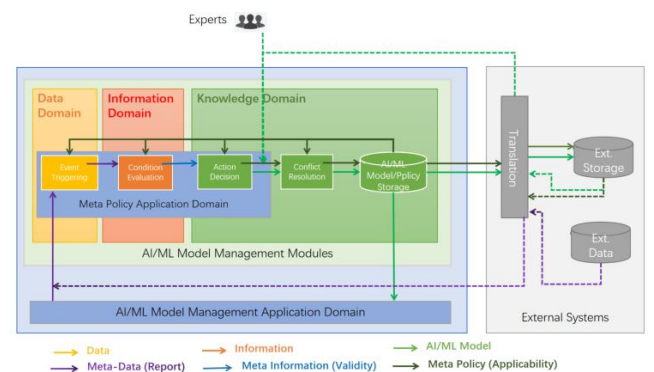 Experts
Data
Domain
Information
Domain
Knowledge Domain
Event
Triggering
Condition
Evaluation
Action
Decision
Conflict
Resolution
AI/ML
Model/Pplicy
Storage
Meta Policy Application Domain
AI/ML Model Management Modules
AI/ML Model Management Application Domain
Translation
Ext.
Storage
Ext.
Data
External Systems
Data
Information
AI/ML Model
Meta-Data (Report)
Meta Information (Validity)
Meta Policy (Applicability)